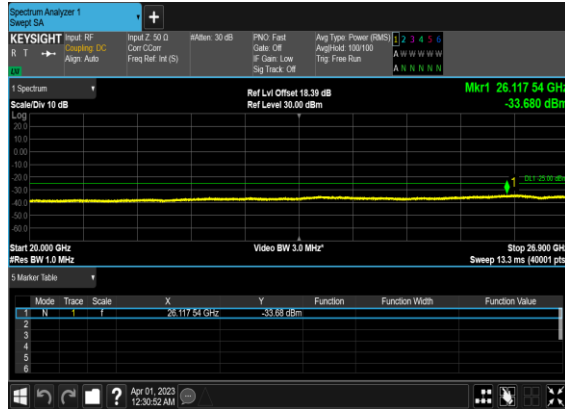 Spectrum Analyzer 1
Swept SA
+
KEYSIGHT Input: RF Input Z: 50 Ω #Atten: 30 dB PNO: Fast Avg Type: Power (RMS) 1 2 3 4 5 6
R T Coupling: DC Corr CCorr Gate: Off Avg|Hold: 100/100 A W W W W W
Align: Auto Freq Ref: Int (S) IF Gain: Low Trig: Free Run
Sig Track: Off A N N N N N
1 Spectrum Ref Lvl Offset 18.39 dB Mkr1 26.117 54 GHz
Scale/Div 10 dB Ref Level 30.00 dBm -33.680 dBm
Log
20.0
10.0
0.00
-10.0
-20.0
1 DL1 -25.00 dBm
-30.0
-40.0
-50.0
-60.0
Start 20.000 GHz Video BW 3.0 MHz* Stop 26.900 GHz
#Res BW 1.0 MHz Sweep 13.3 ms (40001 pts)
5 Marker Table
Mode Trace Scale X Y Function Function Width Function Value
1 N 1 f 26.117 54 GHz -33.68 dBm
2
3
4
5
6
? Apr 01, 2023
12:30:52 AM